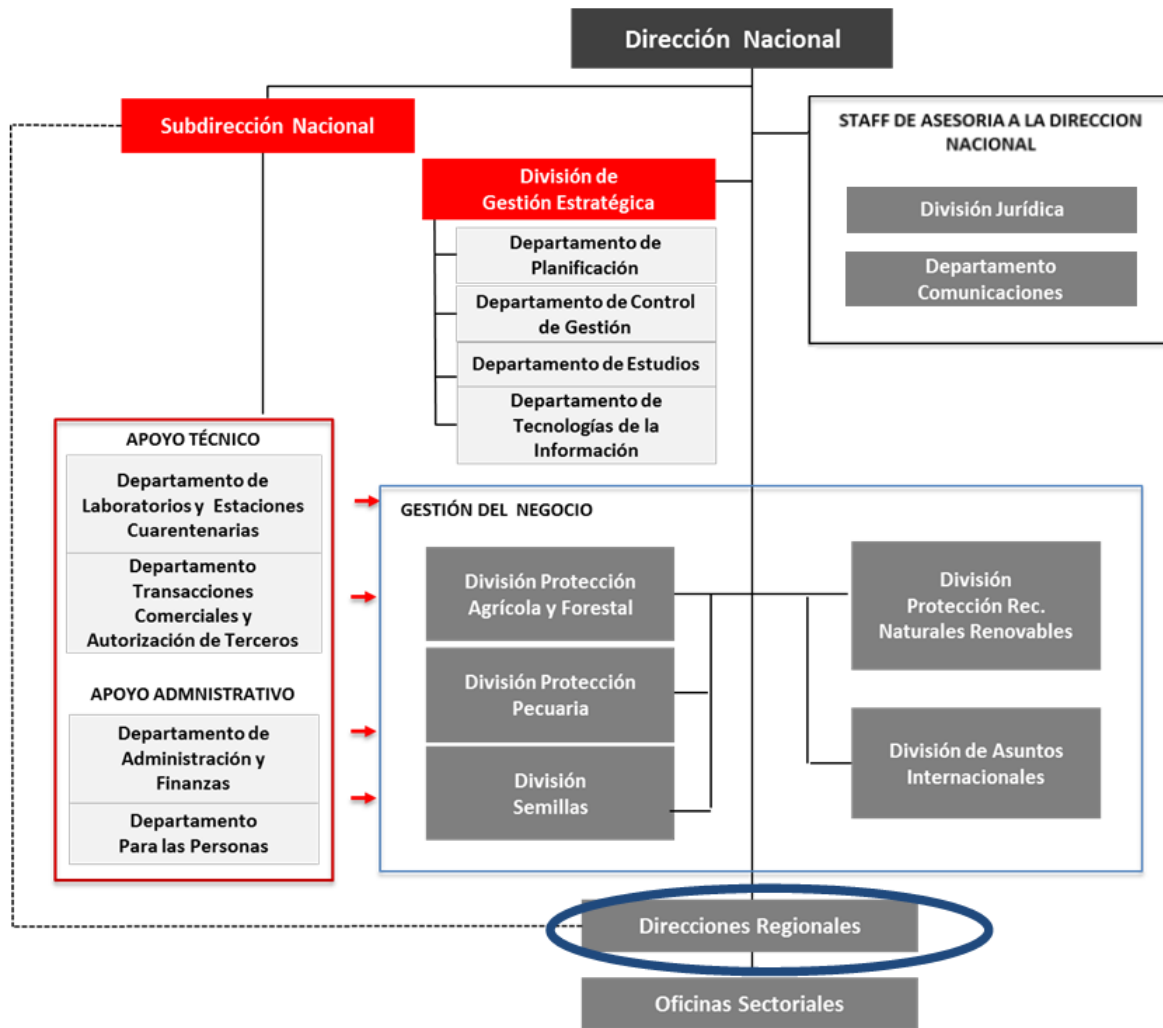 Dirección Nacional
Subdirección Nacional
STAFF DE ASESORIA A LA DIRECCION
NACIONAL
División Jurídica
Departamento
Comunicaciones
División de
Gestión Estratégica
Departamento de
Planificación
Departamento de Control
de Gestión
Departamento de Estudios
Departamento de
Tecnologías de la
Información
APOYO TÉCNICO
Departamento de
Laboratorios y Estaciones
Cuarentenarias
Departamento
Transacciones
Comerciales y
Autorización de Terceros
APOYO ADMNISTRATIVO
Departamento de
Administración y
Finanzas
Departamento
Para las Personas
GESTIÓN DEL NEGOCIO
División Protección
Agrícola y Forestal
División Protección
Pecuaria
División
Semillas
División
Protección Rec.
Naturales Renovables
División de Asuntos
Internacionales
Direcciones Regionales
Oficinas Sectoriales